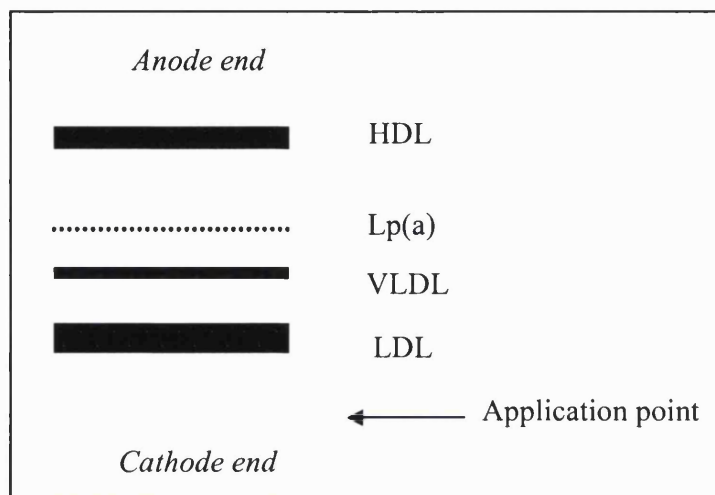 Anode end
HDL
Lp(a)
VLDL
LDL
Application point
Cathode end